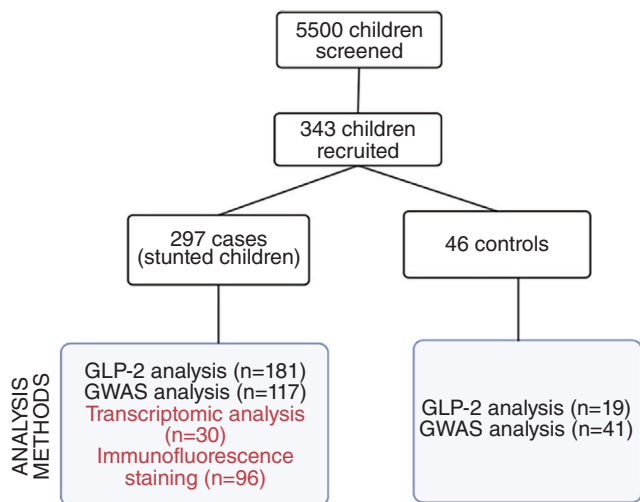 5500 children
screened
343 children
recruited
297 cases
(stunted children)
46 controls
ANALYSIS
METHODS
GLP-2 analysis (n=181)
GWAS analysis (n=117)
Transcriptomic analysis
(n=30)
Immunofluorescence
staining (n=96)
GLP-2 analysis (n=19)
GWAS analysis (n=41)